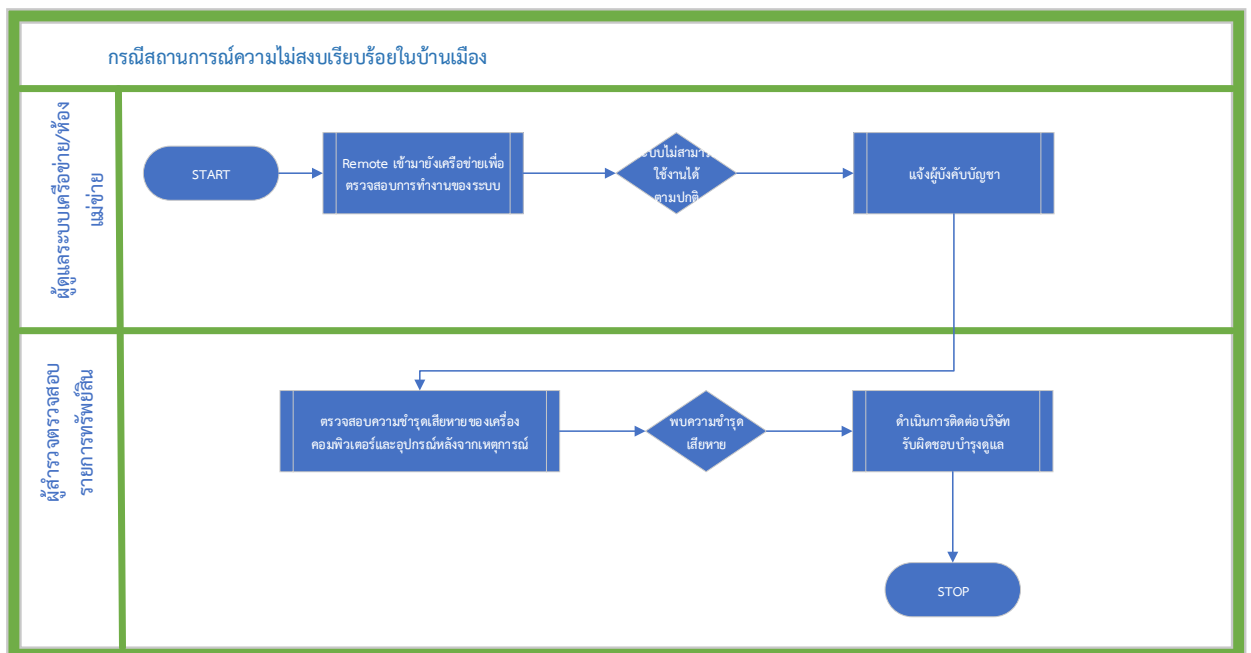 กรณีสถานการณ์ความไม่สงบเรียบร้อยในบ้านเมือง
ผู้ดูแลระบบเครือข่าย/ห้อง
แม่ข่าย
START
Remote เข้ามายังเครือข่ายเพื่อ
ตรวจสอบการทำงานของระบบ
ใช้งานได้
ตามปกติ
แจ้งผู้บังคับบัญชา
ผู้สำรวจตรวจสอบ
รายการทรัพย์สิน
ตรวจสอบความชำรุดเสียหายของเครื่อง
คอมพิวเตอร์และอุปกรณ์หลังจากเหตุการณ์
พบความชำรุด
เสียหาย
ดำเนินการติดต่อบริษัท
รับผิดชอบบำรุงดูแล
STOP